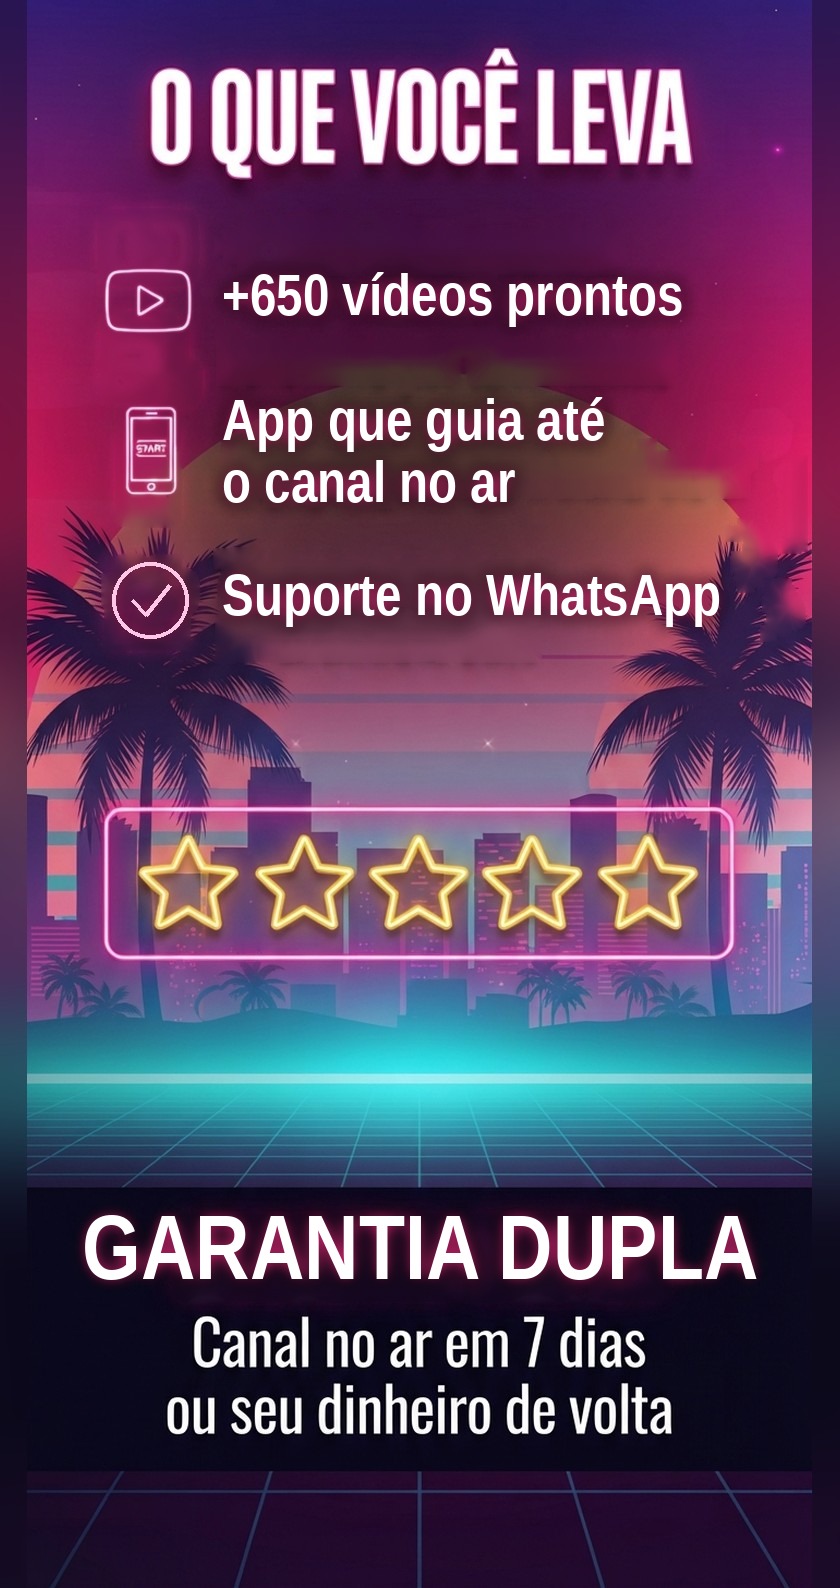 O QUE VOCÊ LEVA
+650 vídeos prontos
App que guia até
o canal no ar
START
Suporte no WhatsApp
GARANTIA DUPLA
Canal no ar em 7 dias
ou seu dinheiro de volta